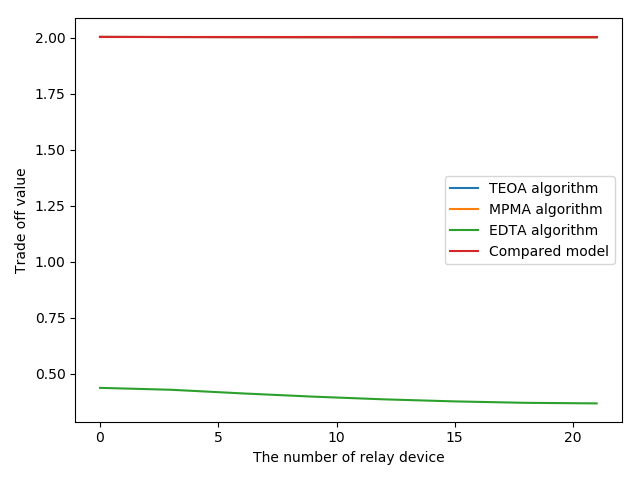 2.00
1.75
1.50
1.25
1.00
0.75
0.50
Trade off value
TEOA algorithm
MPMA algorithm
EDTA algorithm
Compared model
0 5 10 15 20
The number of relay device